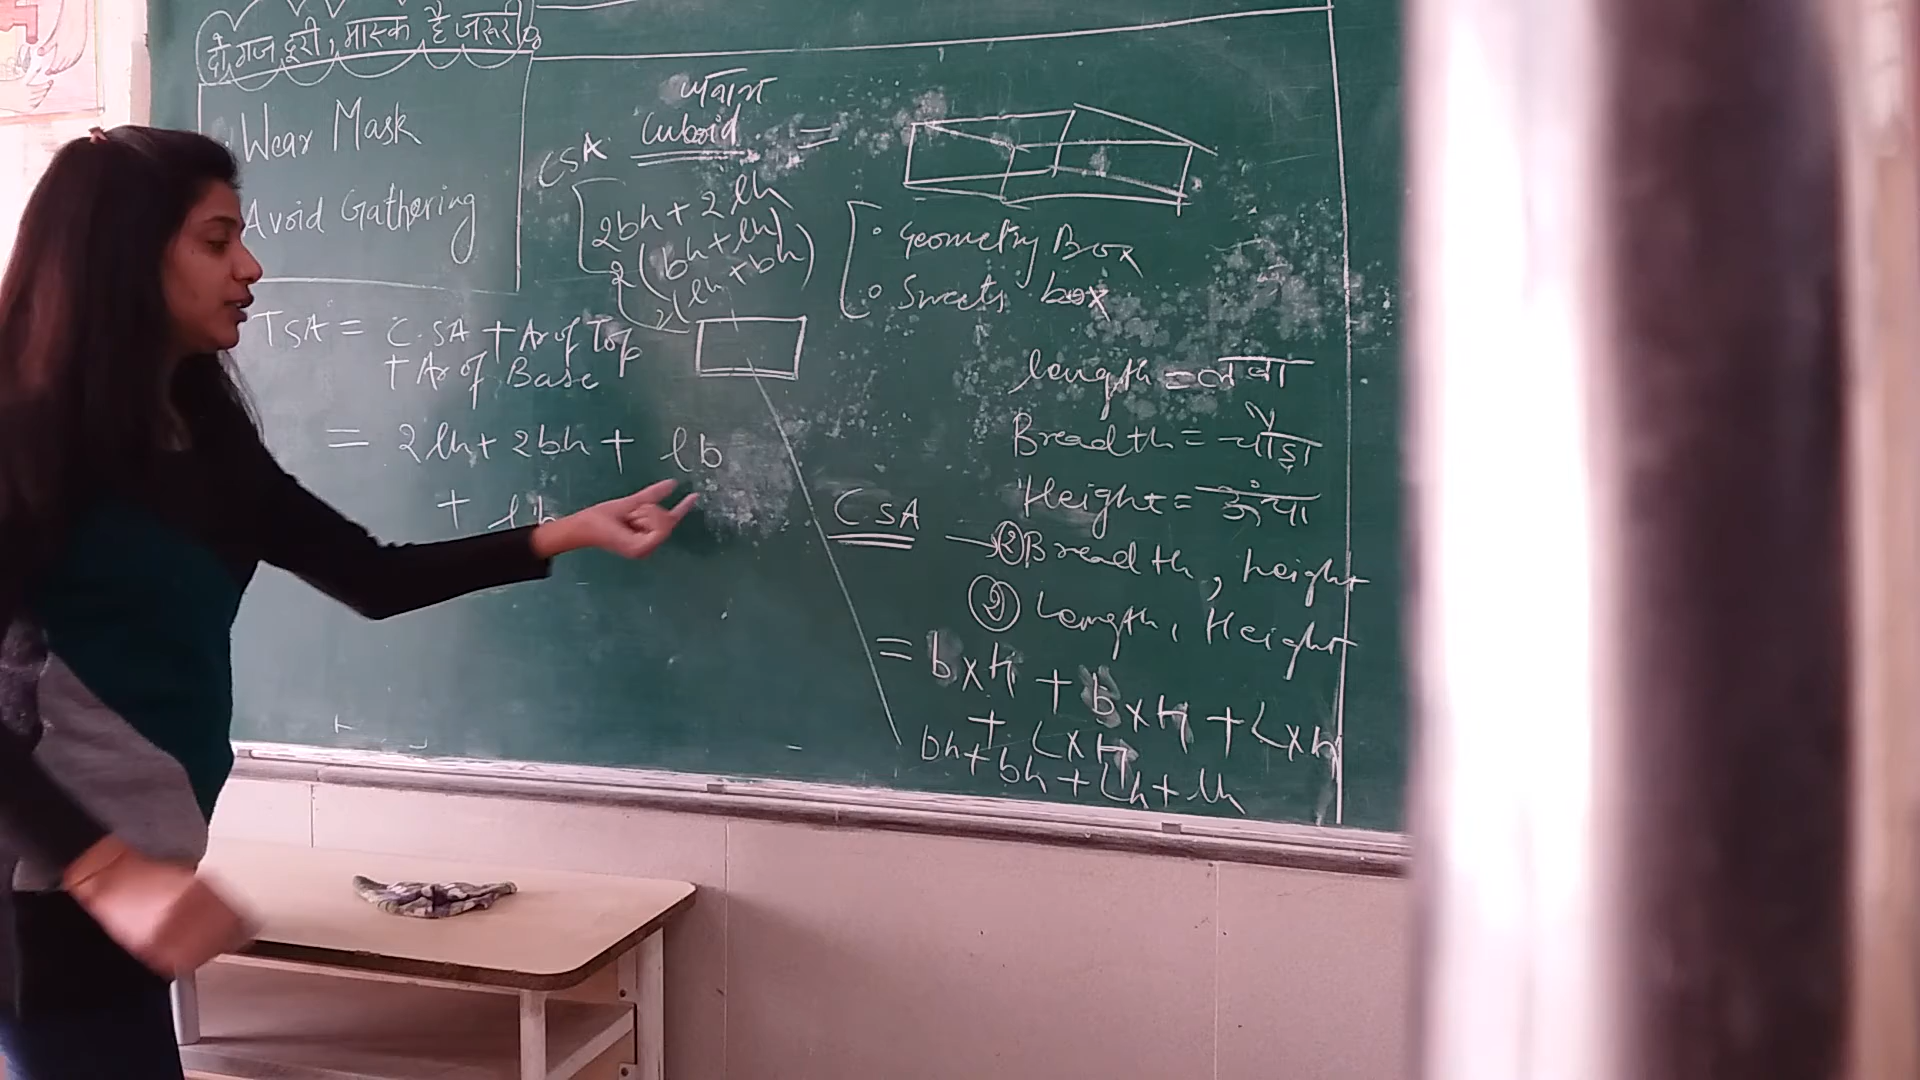 दो गज दूरी, मास्क है जरूरी
Wear Mask
Avoid Gathering
CSA Cuboid =
2bh + 2lh
2(bh + lh)
2(lh + bh)
• Geometry Box
• Sweets box
TSA = C.SA + Ar of Top
+ Ar of Base
= 2lh + 2bh + lb
+ lb
length = लंबा
Breadth = चौड़ा
Height = ऊंचा
CSA
→ ② Breadth, height
② Length, Height
= b×H + b×H + L×H
+ L×H
bh + bh + Lh + lh